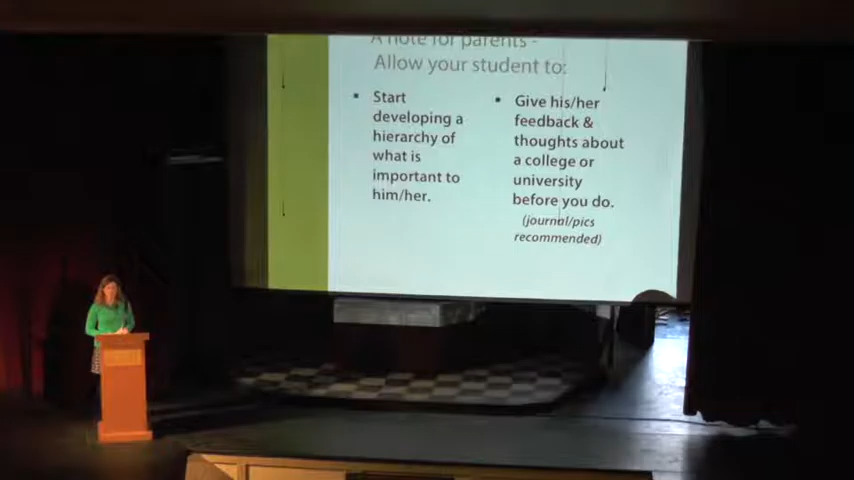 A note for parents -
Allow your student to:
▪ Start
developing a
hierarchy of
what is
important to
him/her.
• Give his/her
feedback &
thoughts about
a college or
university
before you do.
(journal/pics
recommended)